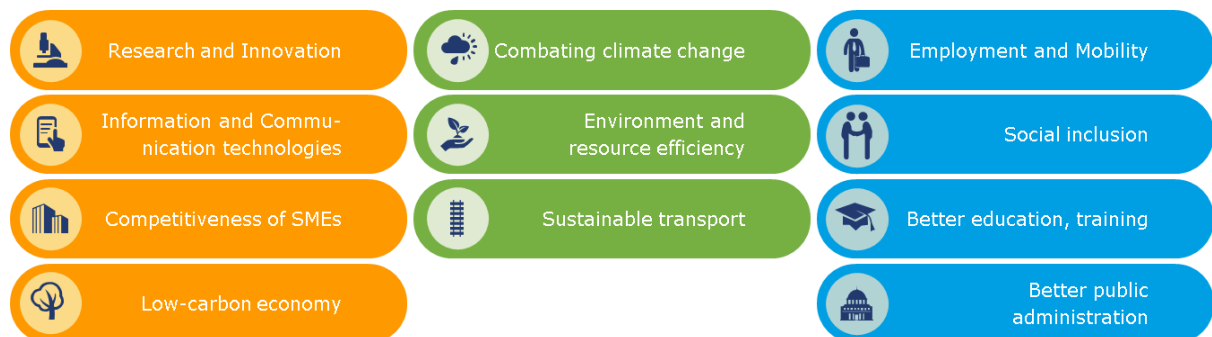 Research and Innovation
Information and Commu-
nication technologies
Competitiveness of SMEs
Low-carbon economy
Combating climate change
Environment and
resource efficiency
Sustainable transport
Employment and Mobility
Social inclusion
Better education, training
Better public
administration